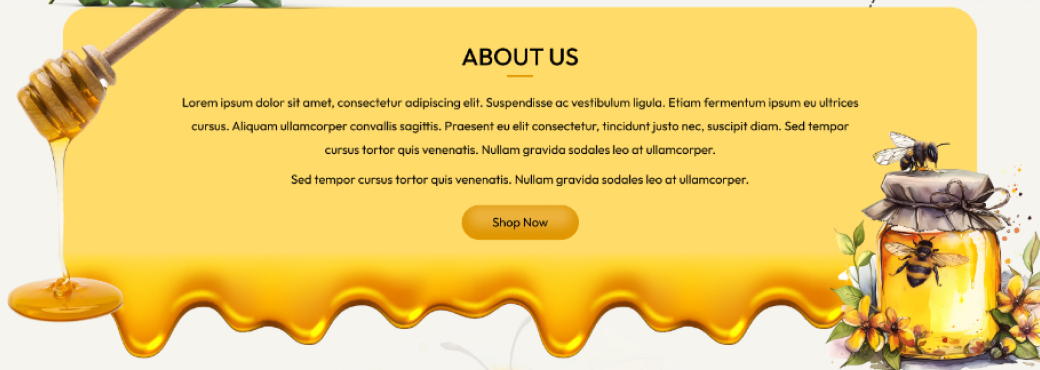 ABOUT US
Lorem ipsum dolor sit amet, consectetur adipiscing elit. Suspendisse ac vestibulum ligula. Etiam fermentum ipsum eu ultrices
cursus. Aliquam ullamcorper convallis sagittis. Praesent eu elit consectetur, tincidunt justo nec, suscipit diam. Sed tempor
cursus tortor quis venenatis. Nullam gravida sodales leo at ullamcorper.
Sed tempor cursus tortor quis venenatis. Nullam gravida sodales leo at ullamcorper.
Shop Now